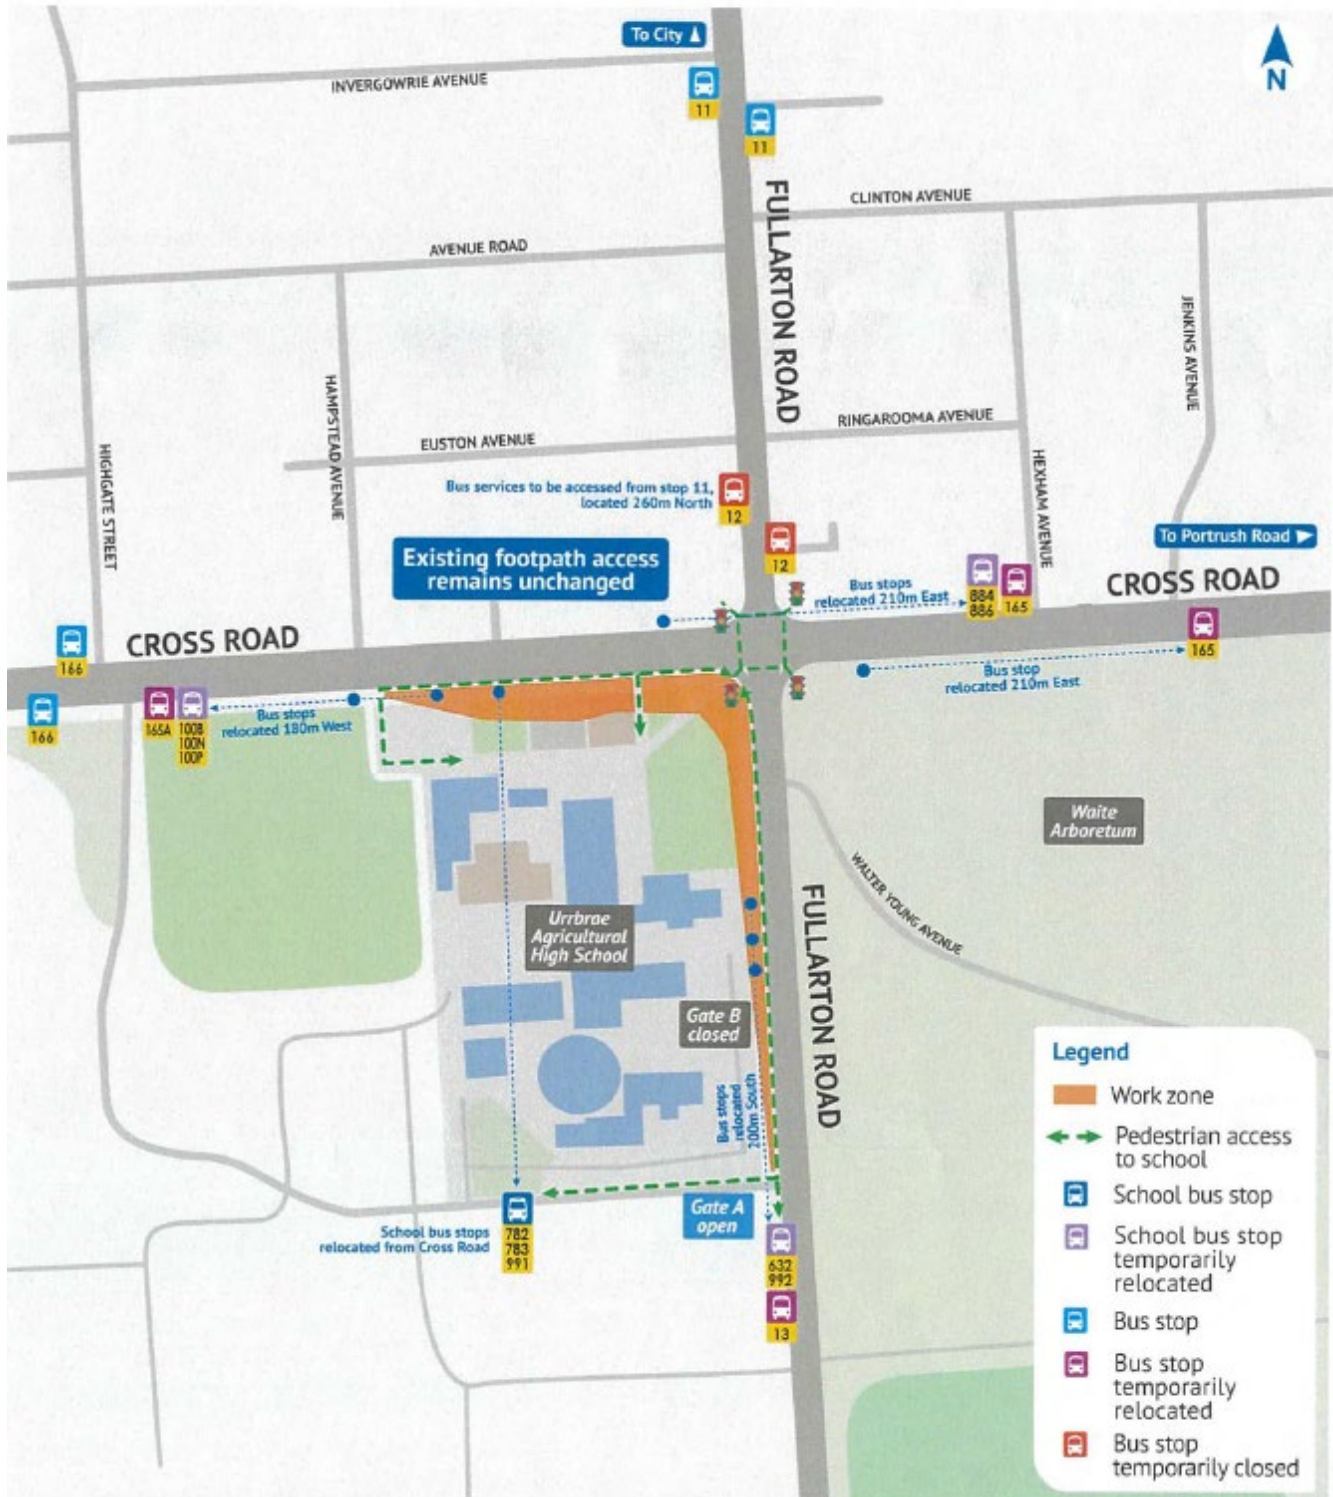 To City
N
INVERGOWRIE AVENUE
11
11
FULLARTON ROAD
CLINTON AVENUE
AVENUE ROAD
JENKINS AVENUE
HAMPSTEAD AVENUE
HIGHGATE STREET
EUSTON AVENUE
RINGAROOMA AVENUE
HEXHAM AVENUE
Bus services to be accessed from stop 11,
located 260m North
12
12
To Portrush Road
Existing footpath access
remains unchanged
Bus stops
relocated 210m East
884
886
165
CROSS ROAD
CROSS ROAD
166
165
Bus stop
relocated 210m East
166
165A
100B
100N
100P
Bus stops
relocated 180m West
Waite
Arboretum
WALTER YOUNG AVENUE
Urrbrae
Agricultural
High School
FULLARTON ROAD
Gate B
closed
Bus stops
relocated
200m South
Gate A
open
School bus stops
relocated from Cross Road
782
783
991
632
992
13
Legend
Work zone
Pedestrian access
to school
School bus stop
School bus stop
temporarily
relocated
Bus stop
Bus stop
temporarily
relocated
Bus stop
temporarily closed